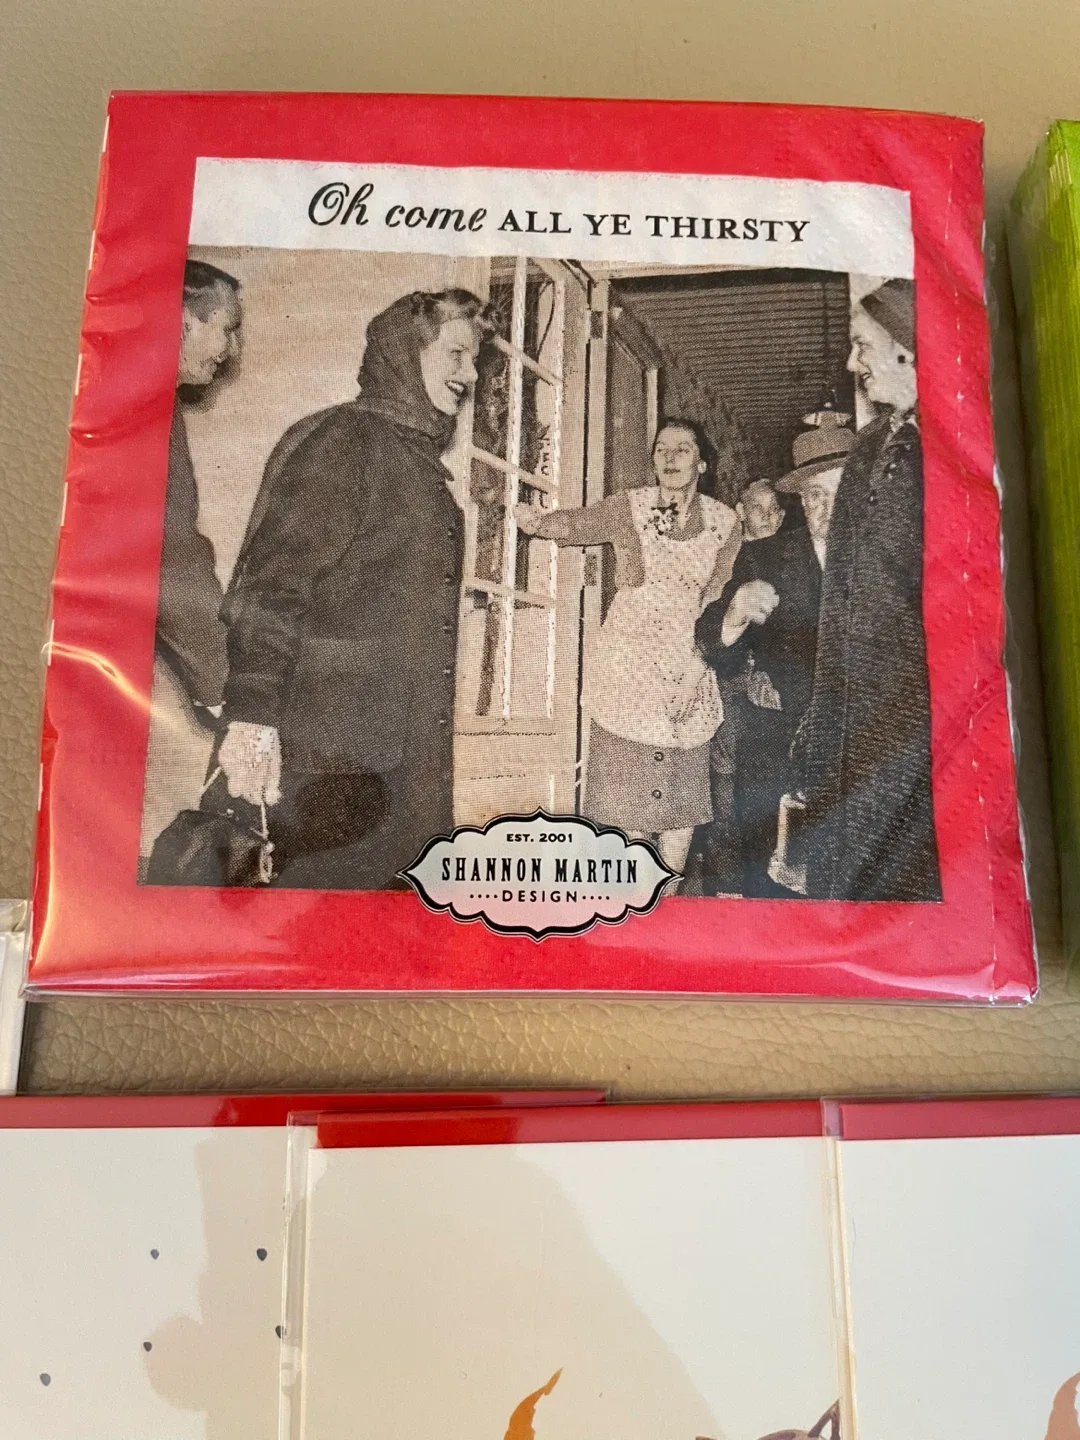 Oh come ALL YE THIRSTY
EST. 2001
SHANNON MARTIN
DESIGN